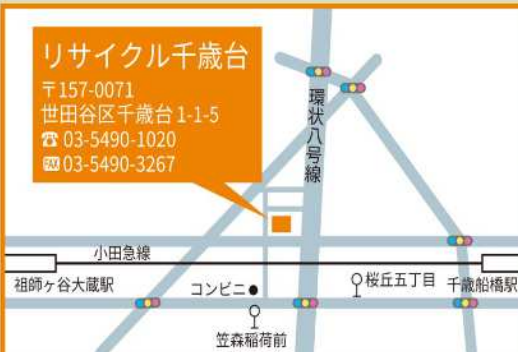 リサイクル千歳台
〒157-0071
世田谷区千歳台1-1-5
☎ 03-5490-1020
FAX 03-5490-3267
環状八号線
小田急線
祖師ヶ谷大蔵駅
コンビニ
桜丘五丁目
千歳船橋駅
笠森稲荷前